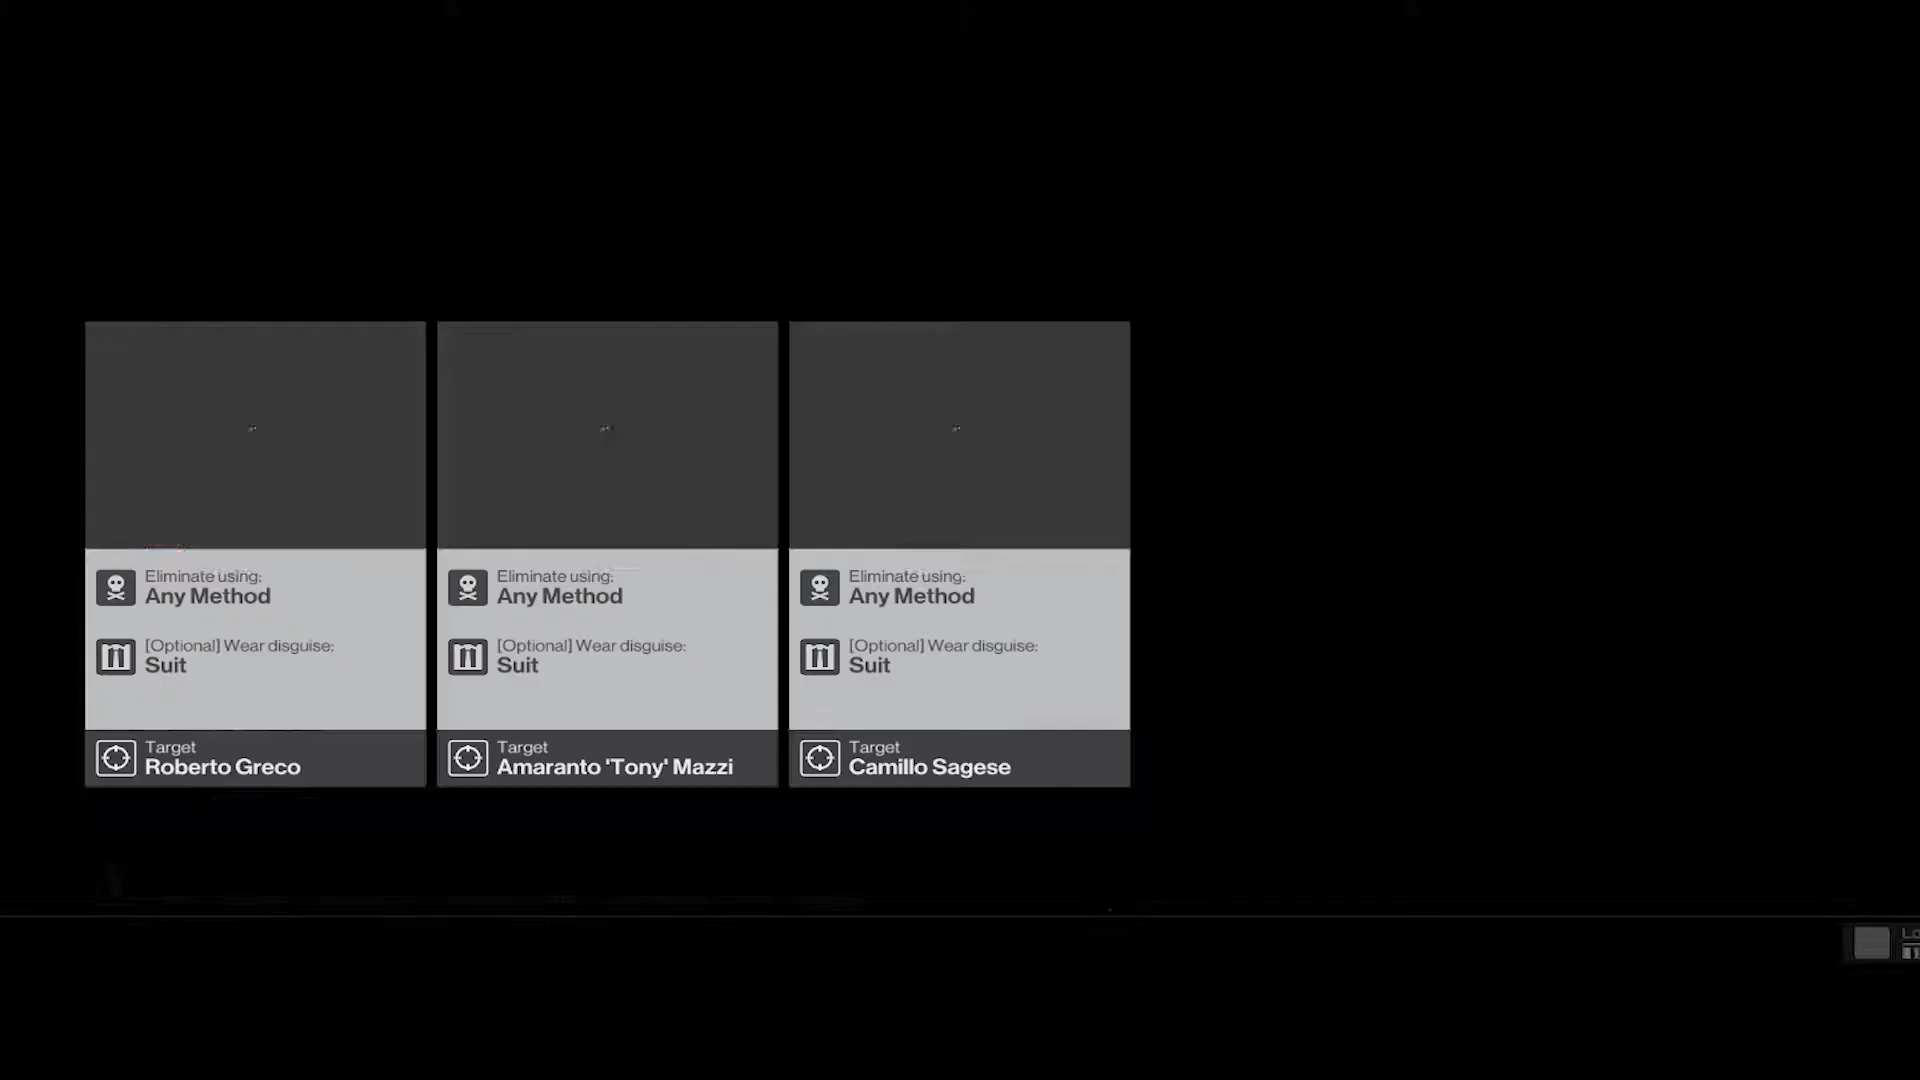 Eliminate using:
Any Method
[Optional] Wear disguise:
Suit
Target
Roberto Greco
Eliminate using:
Any Method
[Optional] Wear disguise:
Suit
Target
Amaranto 'Tony' Mazzi
Eliminate using:
Any Method
[Optional] Wear disguise:
Suit
Target
Camillo Sagese